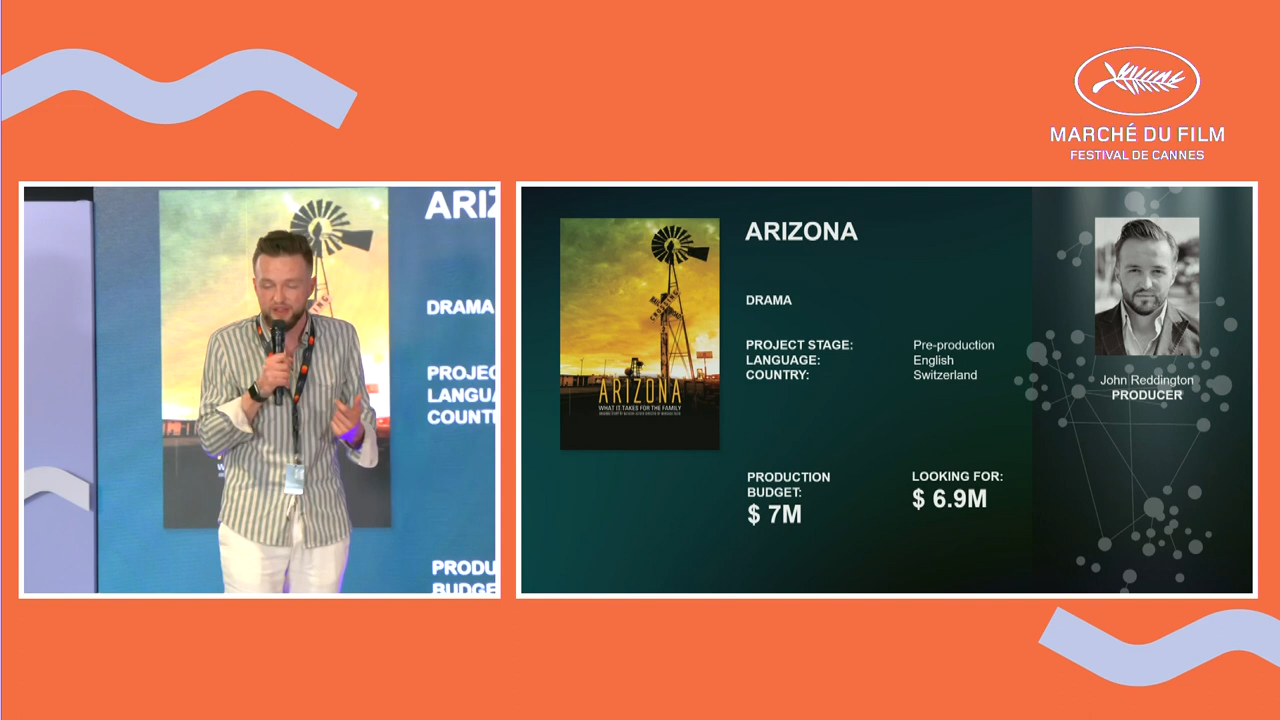 MARCHÉ DU FILM
FESTIVAL DE CANNES
ARIZ
DRAMA
PROJEC
LANGUA
COUNT
PRODU
BUDGE
ARIZONA
DRAMA
PROJECT STAGE: Pre-production
LANGUAGE: English
COUNTRY: Switzerland
PRODUCTION
BUDGET:
$ 7M
LOOKING FOR:
$ 6.9M
ARIZONA
WHAT IT TAKES FOR THE FAMILY
John Reddington
PRODUCER